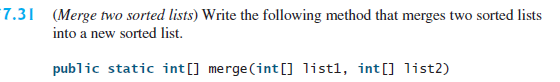 7.31 (Merge two sorted lists) Write the following method that merges two sorted lists
into a new sorted list.
public static int[] merge(int[] list1, int[] list2)